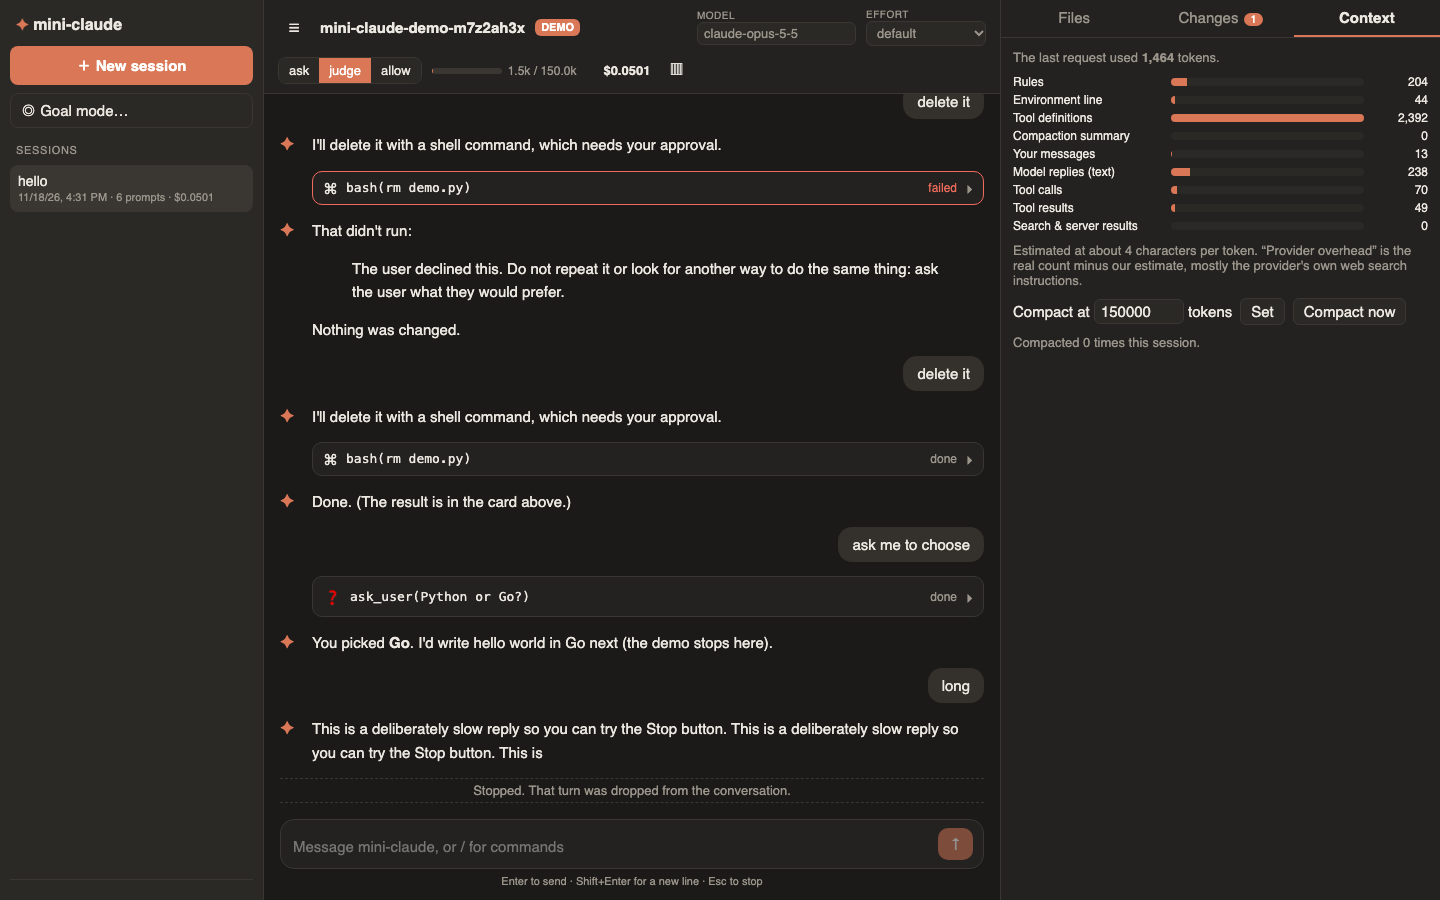 mini-claude
+ New session
Goal mode…
SESSIONS
hello
11/18/26, 4:31 PM · 6 prompts · $0.0501
mini-claude-demo-m7z2ah3x DEMO
MODEL
claude-opus-5-5
EFFORT
default
ask judge allow 1.5k / 150.0k $0.0501
delete it
I'll delete it with a shell command, which needs your approval.
bash(rm demo.py) failed
That didn't run:
The user declined this. Do not repeat it or look for another way to do the same thing: ask
the user what they would prefer.
Nothing was changed.
delete it
I'll delete it with a shell command, which needs your approval.
bash(rm demo.py) done
Done. (The result is in the card above.)
ask me to choose
❓ ask_user(Python or Go?) done
You picked Go. I'd write hello world in Go next (the demo stops here).
long
This is a deliberately slow reply so you can try the Stop button. This is a deliberately slow reply so
you can try the Stop button. This is
Stopped. That turn was dropped from the conversation.
Message mini-claude, or / for commands
Enter to send · Shift+Enter for a new line · Esc to stop
Files Changes 1 Context
The last request used 1,464 tokens.
Rules 204
Environment line 44
Tool definitions 2,392
Compaction summary 0
Your messages 13
Model replies (text) 238
Tool calls 70
Tool results 49
Search & server results 0
Estimated at about 4 characters per token. “Provider overhead” is the
real count minus our estimate, mostly the provider's own web search
instructions.
Compact at 150000 tokens Set Compact now
Compacted 0 times this session.